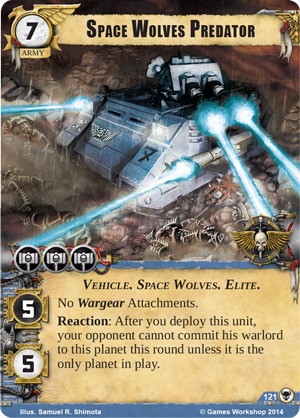 7
ARMY
SPACE WOLVES PREDATOR
VEHICLE. SPACE WOLVES. ELITE.
5
No Wargear Attachments.
Reaction: After you deploy this unit,
your opponent cannot commit his warlord
to this planet this round unless it is the
only planet in play.
5
121
Illus. Samuel R. Shimota
© Games Workshop 2014